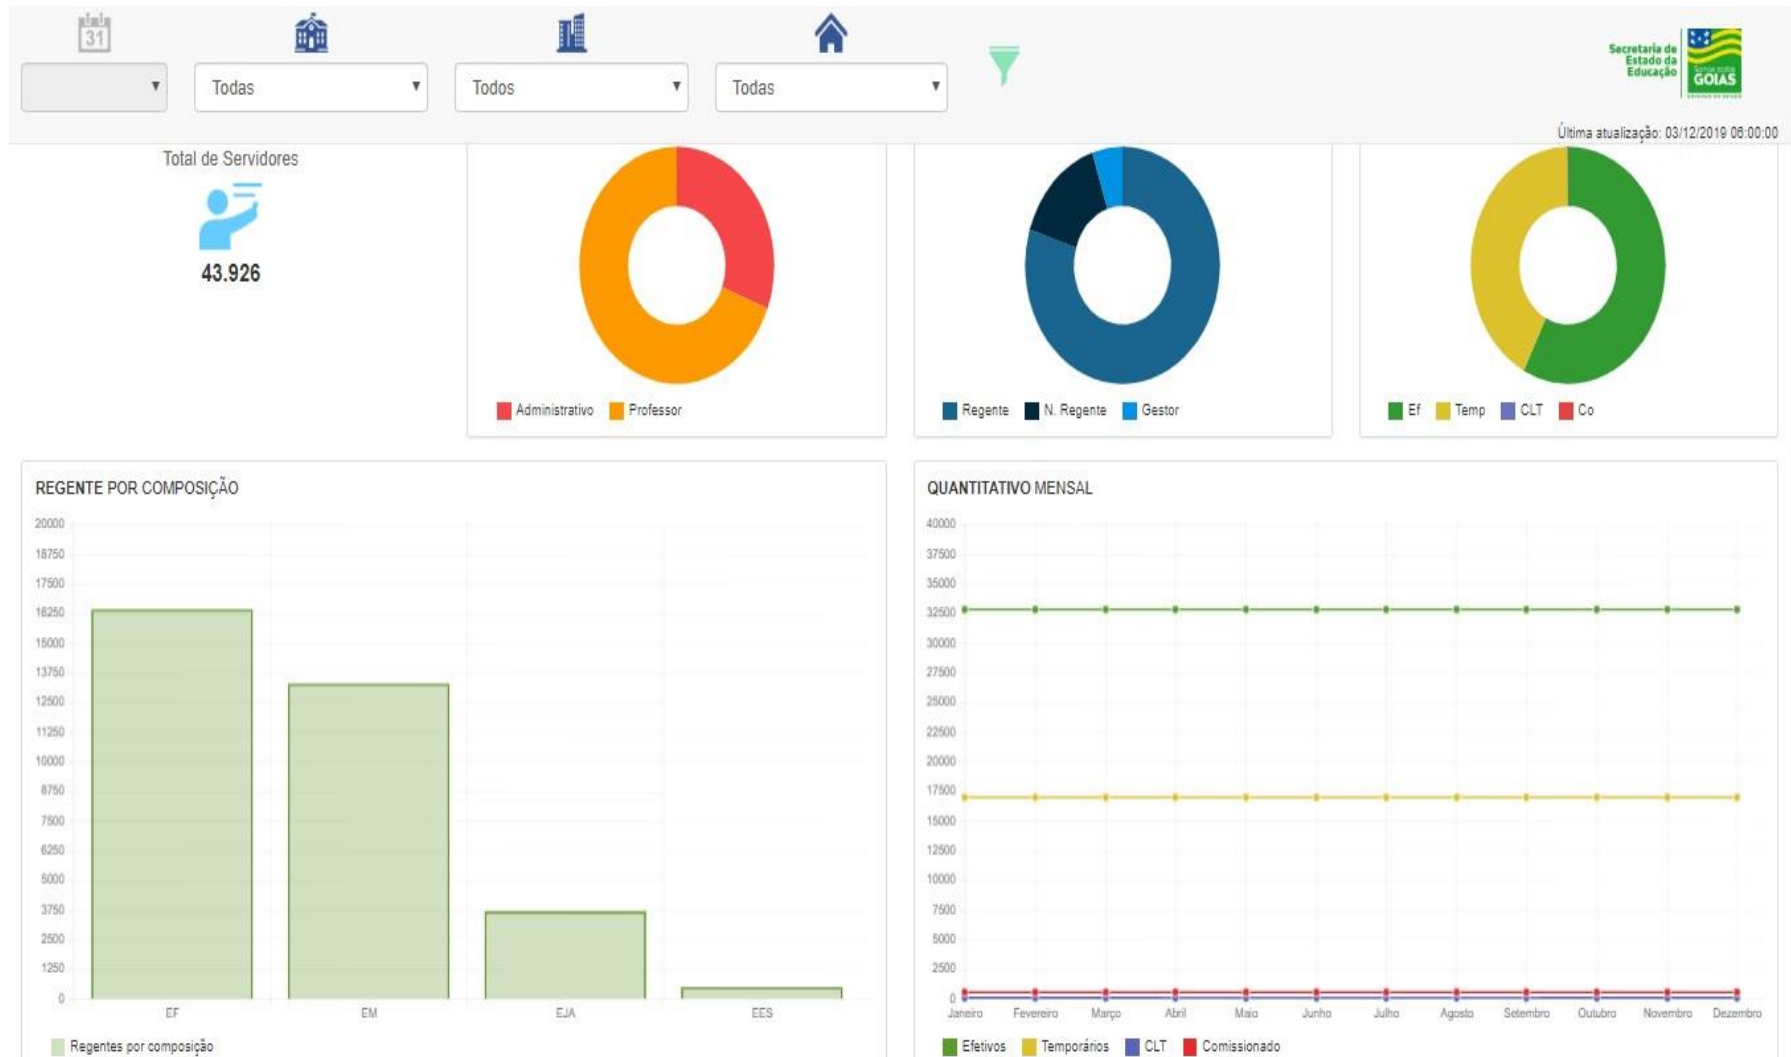 31
Todas
Todos
Todas
Secretaria de
Estado da
Educação
GOIÁS
Última atualização: 03/12/2019 06:00:00
Total de Servidores
43.926
Administrativo Professor
Regente N. Regente Gestor
Ef Temp CLT Co
REGENTE POR COMPOSIÇÃO
20000
18750
17500
16250
15000
13750
12500
11250
10000
8750
7500
6250
5000
3750
2500
1250
0
EF EM EJA EES
Regentes por composição
QUANTITATIVO MENSAL
40000
37500
35000
32500
30000
27500
25000
22500
20000
17500
15000
12500
10000
7500
5000
2500
0
Janeiro Fevereiro Março Abril Maio Junho Julho Agosto Setembro Outubro Novembro Dezembro
Efetivos Temporários CLT Comissionado